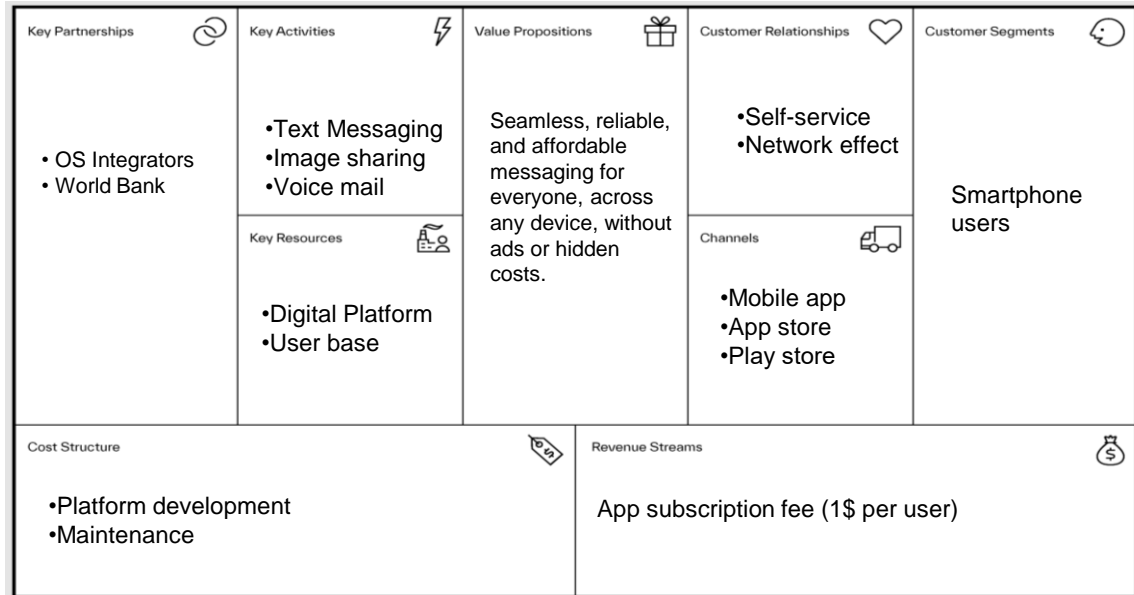 Key Partnerships
• OS Integrators
• World Bank
Key Activities
•Text Messaging
•Image sharing
•Voice mail
Key Resources
•Digital Platform
•User base
Value Propositions
Seamless, reliable,
and affordable
messaging for
everyone, across
any device, without
ads or hidden
costs.
Customer Relationships
•Self-service
•Network effect
Channels
•Mobile app
•App store
•Play store
Customer Segments
Smartphone
users
Cost Structure
•Platform development
•Maintenance
Revenue Streams
App subscription fee (1$ per user)